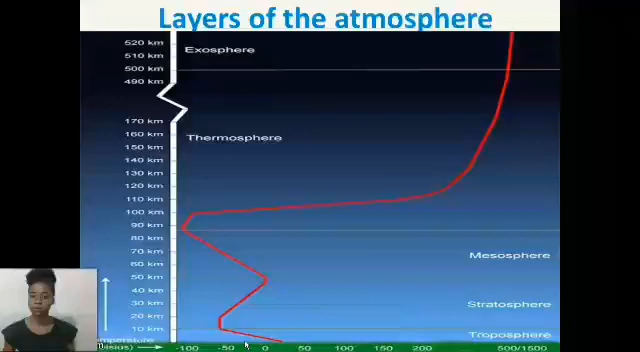 Layers of the atmosphere
520 km
510 km
Exosphere
500 km
490 km
170 km
160 km
Thermosphere
150 km
140 km
130 km
120 km
110 km
100 km
90 km
80 km
70 km
Mesosphere
60 km
50 km
40 km
30 km
Stratosphere
20 km
10 km
Troposphere
-100 -50 0 50 100 150 200 500/1500